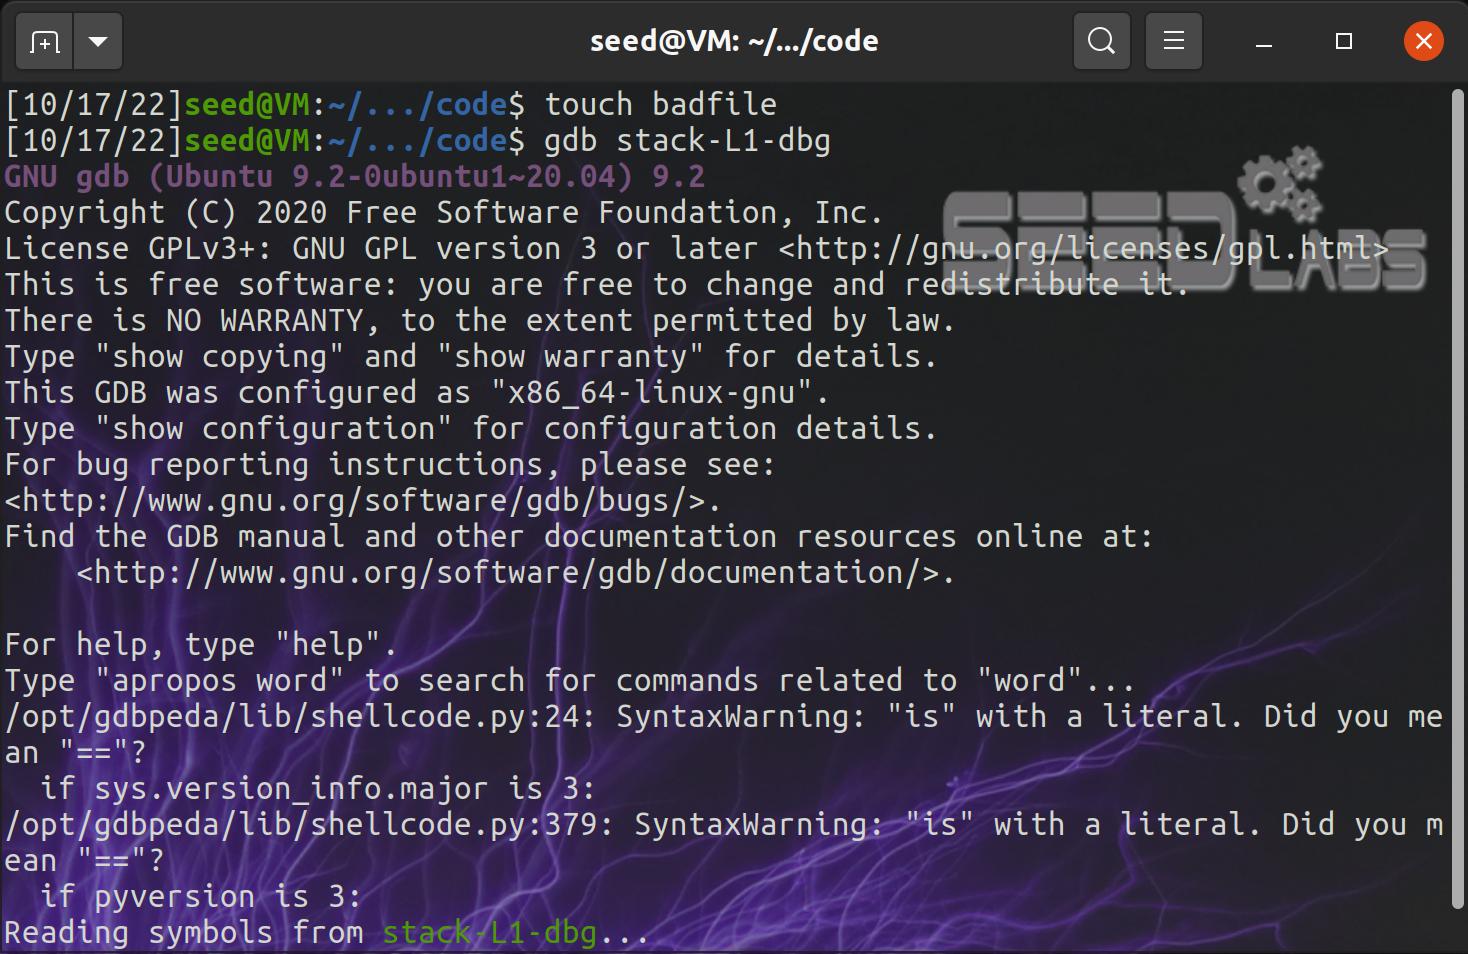 seed@VM: ~/.../code
[10/17/22]seed@VM:~/.../code$ touch badfile
[10/17/22]seed@VM:~/.../code$ gdb stack-L1-dbg
GNU gdb (Ubuntu 9.2-0ubuntu1~20.04) 9.2
Copyright (C) 2020 Free Software Foundation, Inc.
License GPLv3+: GNU GPL version 3 or later <http://gnu.org/licenses/gpl.html>
This is free software: you are free to change and redistribute it.
There is NO WARRANTY, to the extent permitted by law.
Type "show copying" and "show warranty" for details.
This GDB was configured as "x86_64-linux-gnu".
Type "show configuration" for configuration details.
For bug reporting instructions, please see:
<http://www.gnu.org/software/gdb/bugs/>.
Find the GDB manual and other documentation resources online at:
    <http://www.gnu.org/software/gdb/documentation/>.

For help, type "help".
Type "apropos word" to search for commands related to "word"...
/opt/gdbpeda/lib/shellcode.py:24: SyntaxWarning: "is" with a literal. Did you me
an "=="?
  if sys.version_info.major is 3:
/opt/gdbpeda/lib/shellcode.py:379: SyntaxWarning: "is" with a literal. Did you m
ean "=="?
  if pyversion is 3:
Reading symbols from stack-L1-dbg...
SEED LABS